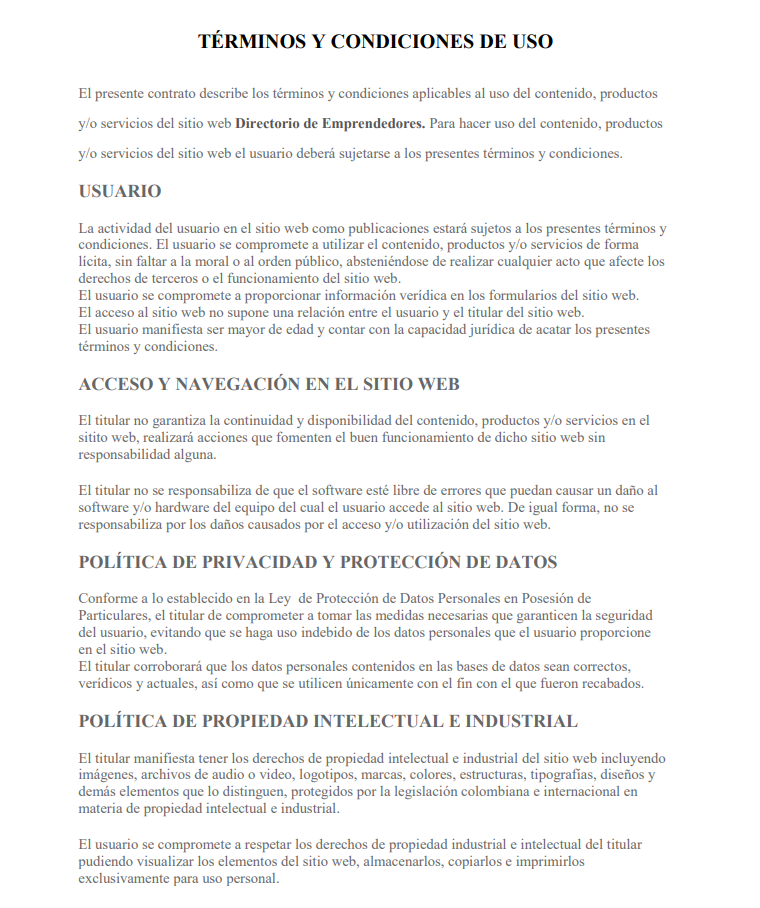 TÉRMINOS Y CONDICIONES DE USO
El presente contrato describe los términos y condiciones aplicables al uso del contenido, productos
y/o servicios del sitio web Directorio de Emprendedores. Para hacer uso del contenido, productos
y/o servicios del sitio web el usuario deberá sujetarse a los presentes términos y condiciones.
USUARIO
La actividad del usuario en el sitio web como publicaciones estará sujetos a los presentes términos y
condiciones. El usuario se compromete a utilizar el contenido, productos y/o servicios de forma
lícita, sin faltar a la moral o al orden público, absteniéndose de realizar cualquier acto que afecte los
derechos de terceros o el funcionamiento del sitio web.
El usuario se compromete a proporcionar información verídica en los formularios del sitio web.
El acceso al sitio web no supone una relación entre el usuario y el titular del sitio web.
El usuario manifiesta ser mayor de edad y contar con la capacidad jurídica de acatar los presentes
términos y condiciones.
ACCESO Y NAVEGACIÓN EN EL SITIO WEB
El titular no garantiza la continuidad y disponibilidad del contenido, productos y/o servicios en el
sitito web, realizará acciones que fomenten el buen funcionamiento de dicho sitio web sin
responsabilidad alguna.
El titular no se responsabiliza de que el software esté libre de errores que puedan causar un daño al
software y/o hardware del equipo del cual el usuario accede al sitio web. De igual forma, no se
responsabiliza por los daños causados por el acceso y/o utilización del sitio web.
POLÍTICA DE PRIVACIDAD Y PROTECCIÓN DE DATOS
Conforme a lo establecido en la Ley  de Protección de Datos Personales en Posesión de
Particulares, el titular de comprometer a tomar las medidas necesarias que garanticen la seguridad
del usuario, evitando que se haga uso indebido de los datos personales que el usuario proporcione
en el sitio web.
El titular corroborará que los datos personales contenidos en las bases de datos sean correctos,
verídicos y actuales, así como que se utilicen únicamente con el fin con el que fueron recabados.
POLÍTICA DE PROPIEDAD INTELECTUAL E INDUSTRIAL
El titular manifiesta tener los derechos de propiedad intelectual e industrial del sitio web incluyendo
imágenes, archivos de audio o video, logotipos, marcas, colores, estructuras, tipografías, diseños y
demás elementos que lo distinguen, protegidos por la legislación colombiana e internacional en
materia de propiedad intelectual e industrial.
El usuario se compromete a respetar los derechos de propiedad industrial e intelectual del titular
pudiendo visualizar los elementos del sitio web, almacenarlos, copiarlos e imprimirlos
exclusivamente para uso personal.